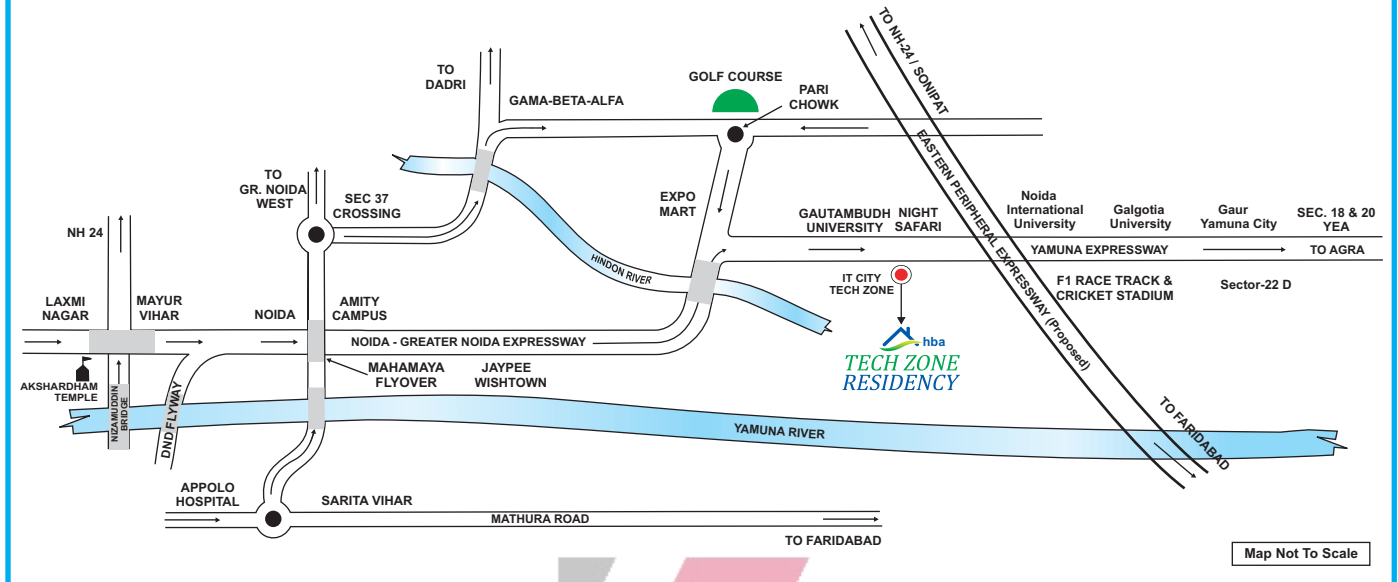 TO NH-24 / SONIPAT
TO
DADRI
GOLF COURSE
PARI
CHOWK
GAMA-BETA-ALFA
EASTERN PERIPHERAL EXPRESSWAY (Proposed)
TO
GR. NOIDA
WEST
SEC 37
CROSSING
EXPO
MART
GAUTAMBUDH
UNIVERSITY
NIGHT
SAFARI
Noida
International
University
Galgotia
University
Gaur
Yamuna City
SEC. 18 & 20
YEA
NH 24
YAMUNA EXPRESSWAY
TO AGRA
HINDON RIVER
IT CITY
TECH ZONE
F1 RACE TRACK &
CRICKET STADIUM
Sector-22 D
LAXMI
NAGAR
MAYUR
VIHAR
NOIDA
AMITY
CAMPUS
NOIDA - GREATER NOIDA EXPRESSWAY
hba
TECH ZONE
RESIDENCY
MAHAMAYA
FLYOVER
JAYPEE
WISHTOWN
AKSHARDHAM
TEMPLE
NIZAMUDDIN
BRIDGE
DND FLYWAY
YAMUNA RIVER
TO FARIDABAD
APPOLO
HOSPITAL
SARITA VIHAR
MATHURA ROAD
TO FARIDABAD
Map Not To Scale